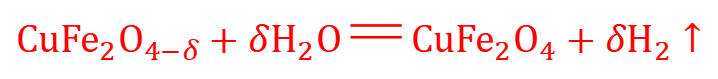 CuFe₂O₄₋δ + δH₂O ═ CuFe₂O₄ + δH₂ ↑